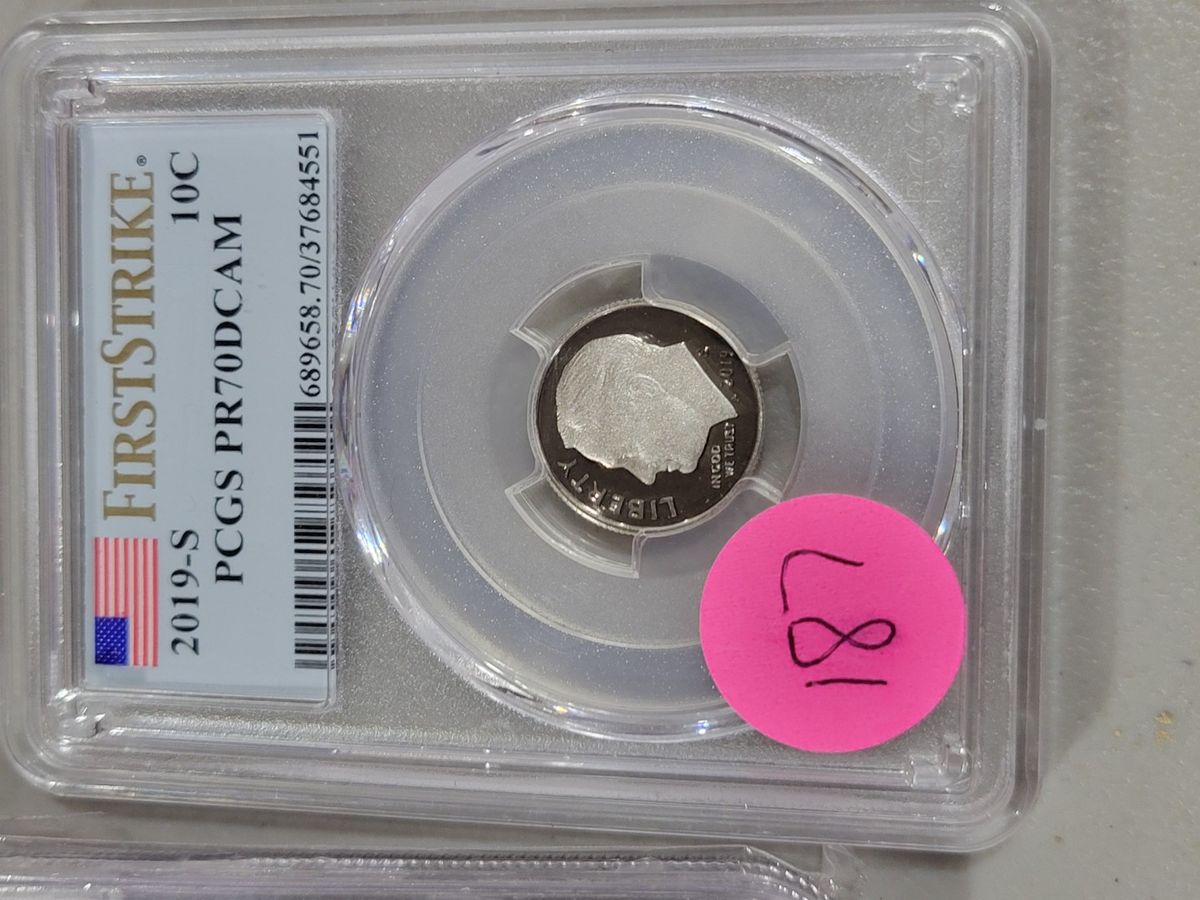 FIRSTSTRIKE®
2019-S 10C
PCGS PR70DCAM
689658.70/37684551
LIBERTY
IN GOD
WE TRUST
2019
S
187